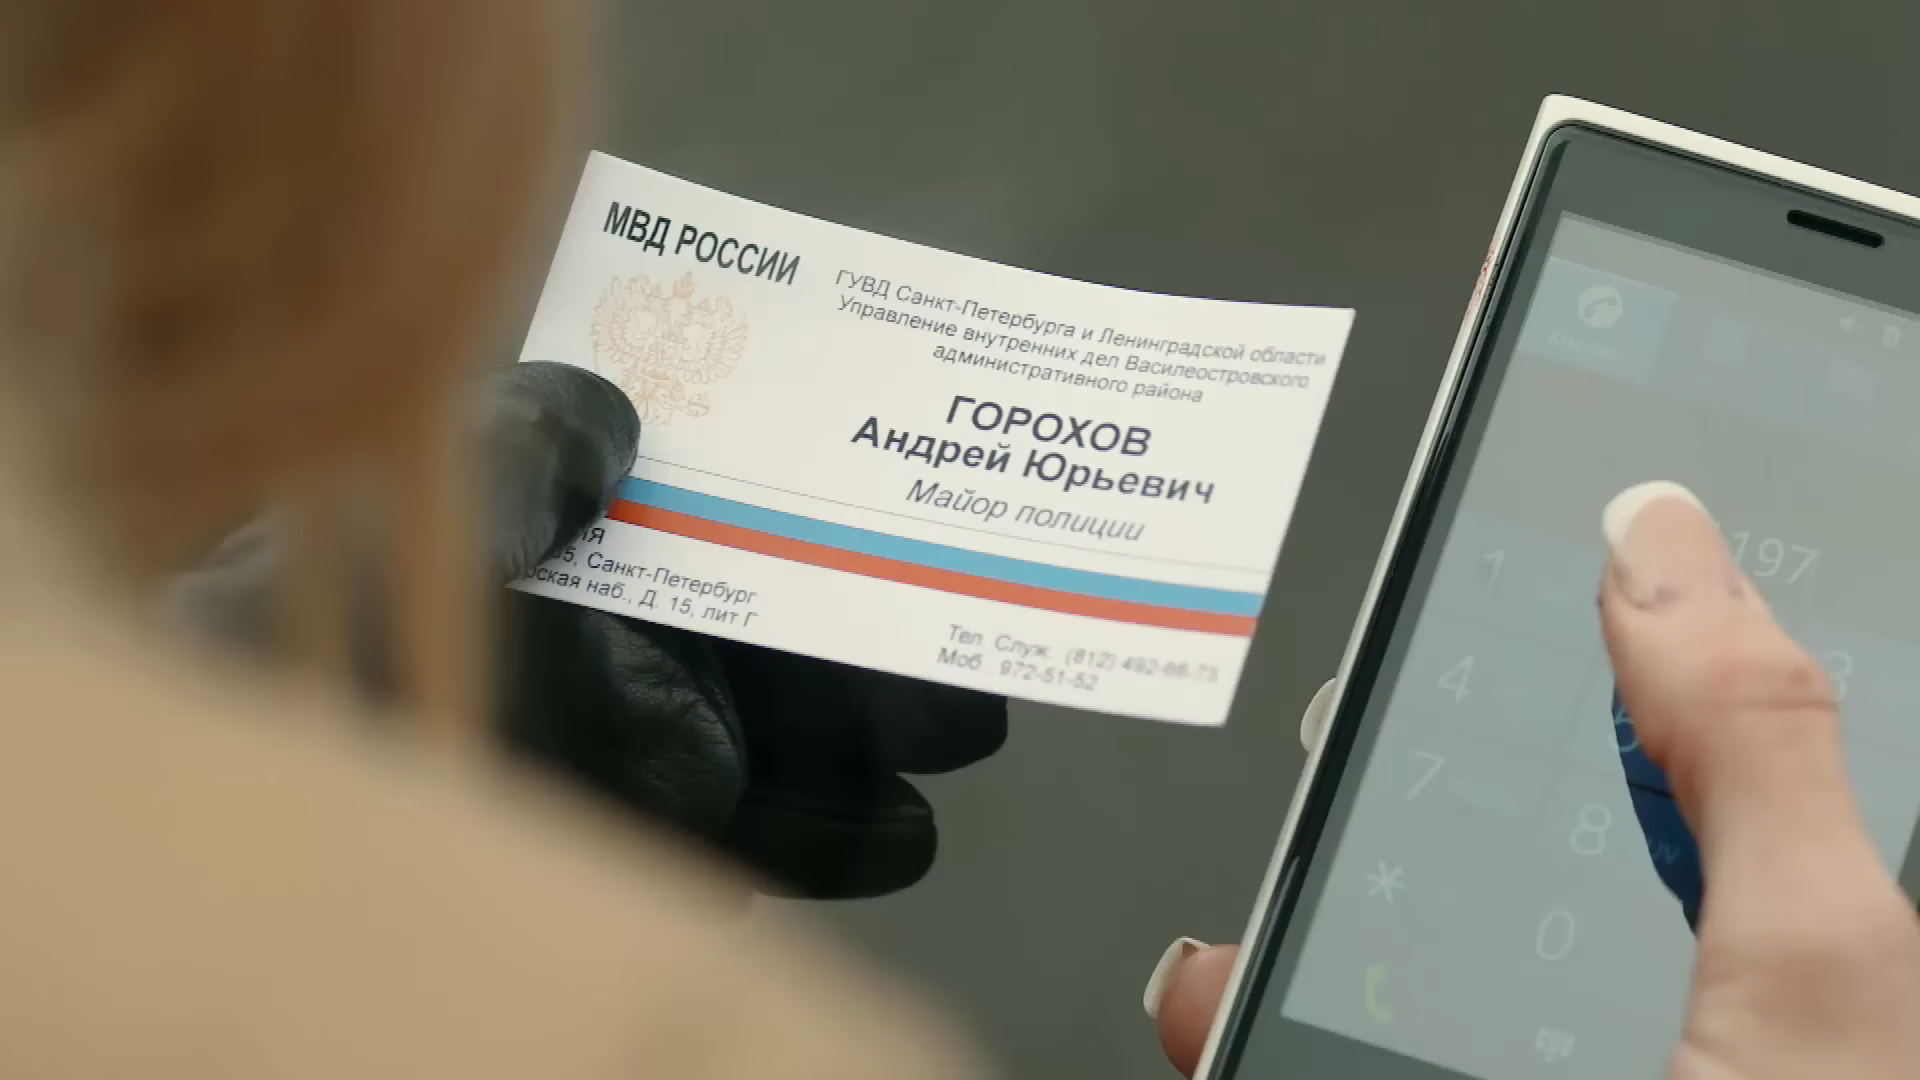 МВД РОССИИ
ГУВД Санкт-Петербурга и Ленинградской области
Управление внутренних дел Василеостровского
административного района
ГОРОХОВ
Андрей Юрьевич
Майор полиции
Санкт-Петербург
наб., Д. 15, лит Г
Тел. Служ. (812) 492-66-73
Моб 972-51-52
197
1
4
7
8
*
0